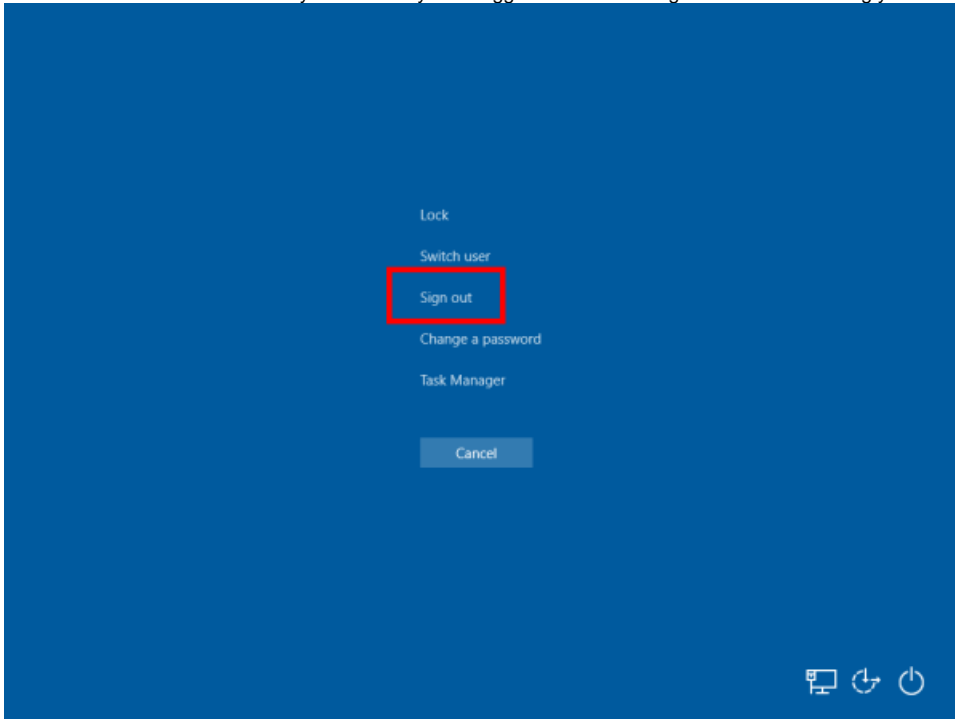 Lock
Switch user
Sign out
Change a password
Task Manager
Cancel